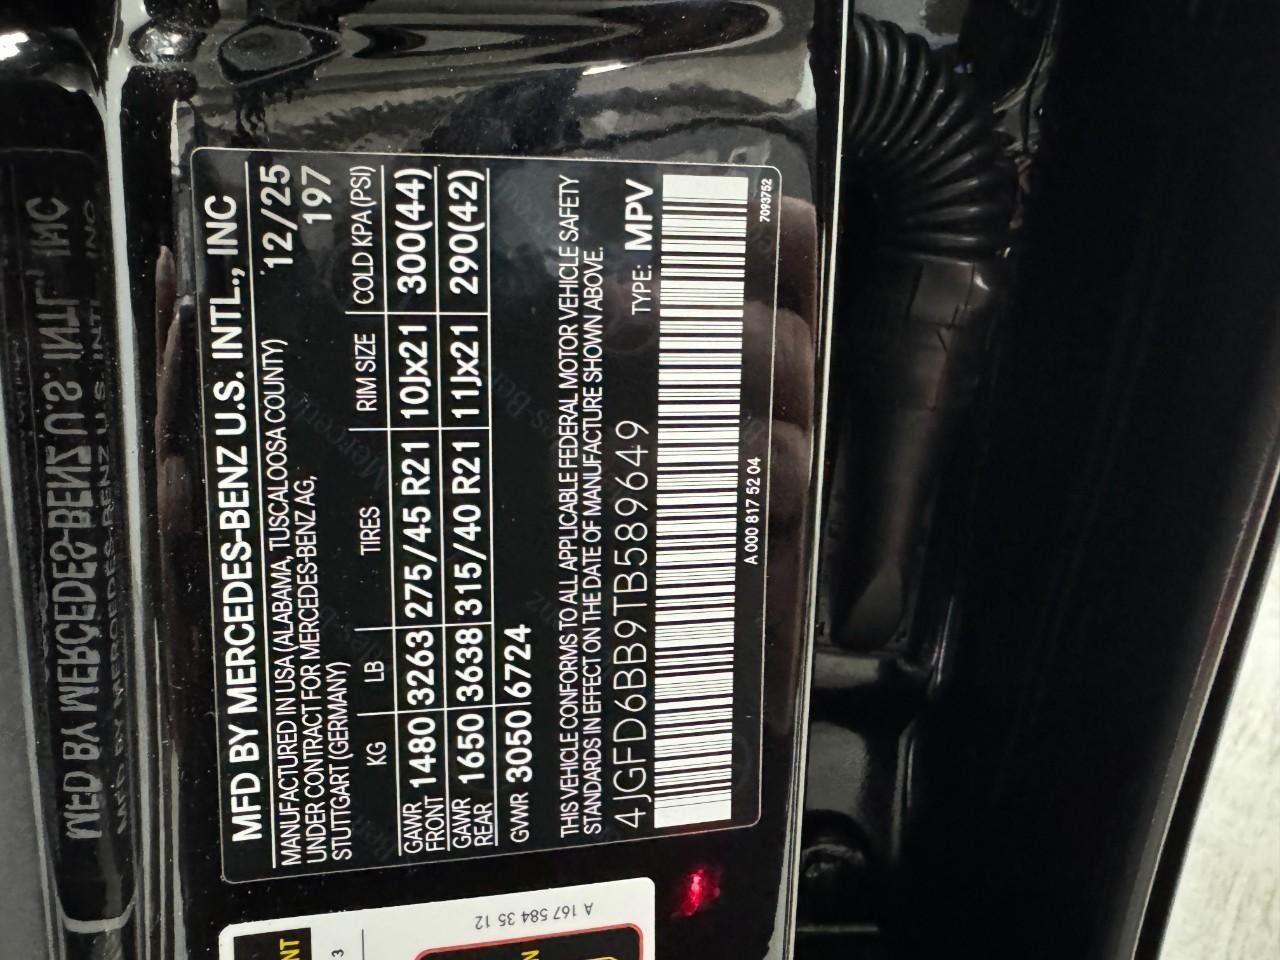 MFD BY MERCEDES-BENZ U.S. INTL., INC
MANUFACTURED IN USA (ALABAMA, TUSCALOOSA COUNTY) 12/25
UNDER CONTRACT FOR MERCEDES-BENZ AG, 197
STUTTGART (GERMANY)
KG LB TIRES RIM SIZE COLD KPA (PSI)
GAWR FRONT 1480 3263 275/45 R21 10Jx21 300(44)
GAWR REAR 1650 3638 315/40 R21 11Jx21 290(42)
GVWR 3050 6724
THIS VEHICLE CONFORMS TO ALL APPLICABLE FEDERAL MOTOR VEHICLE SAFETY
STANDARDS IN EFFECT ON THE DATE OF MANUFACTURE SHOWN ABOVE.
4JGFD6BB9TB589649 TYPE: MPV
A 000 817 52 04
7093752
A 167 584 35 12
NT
3
N